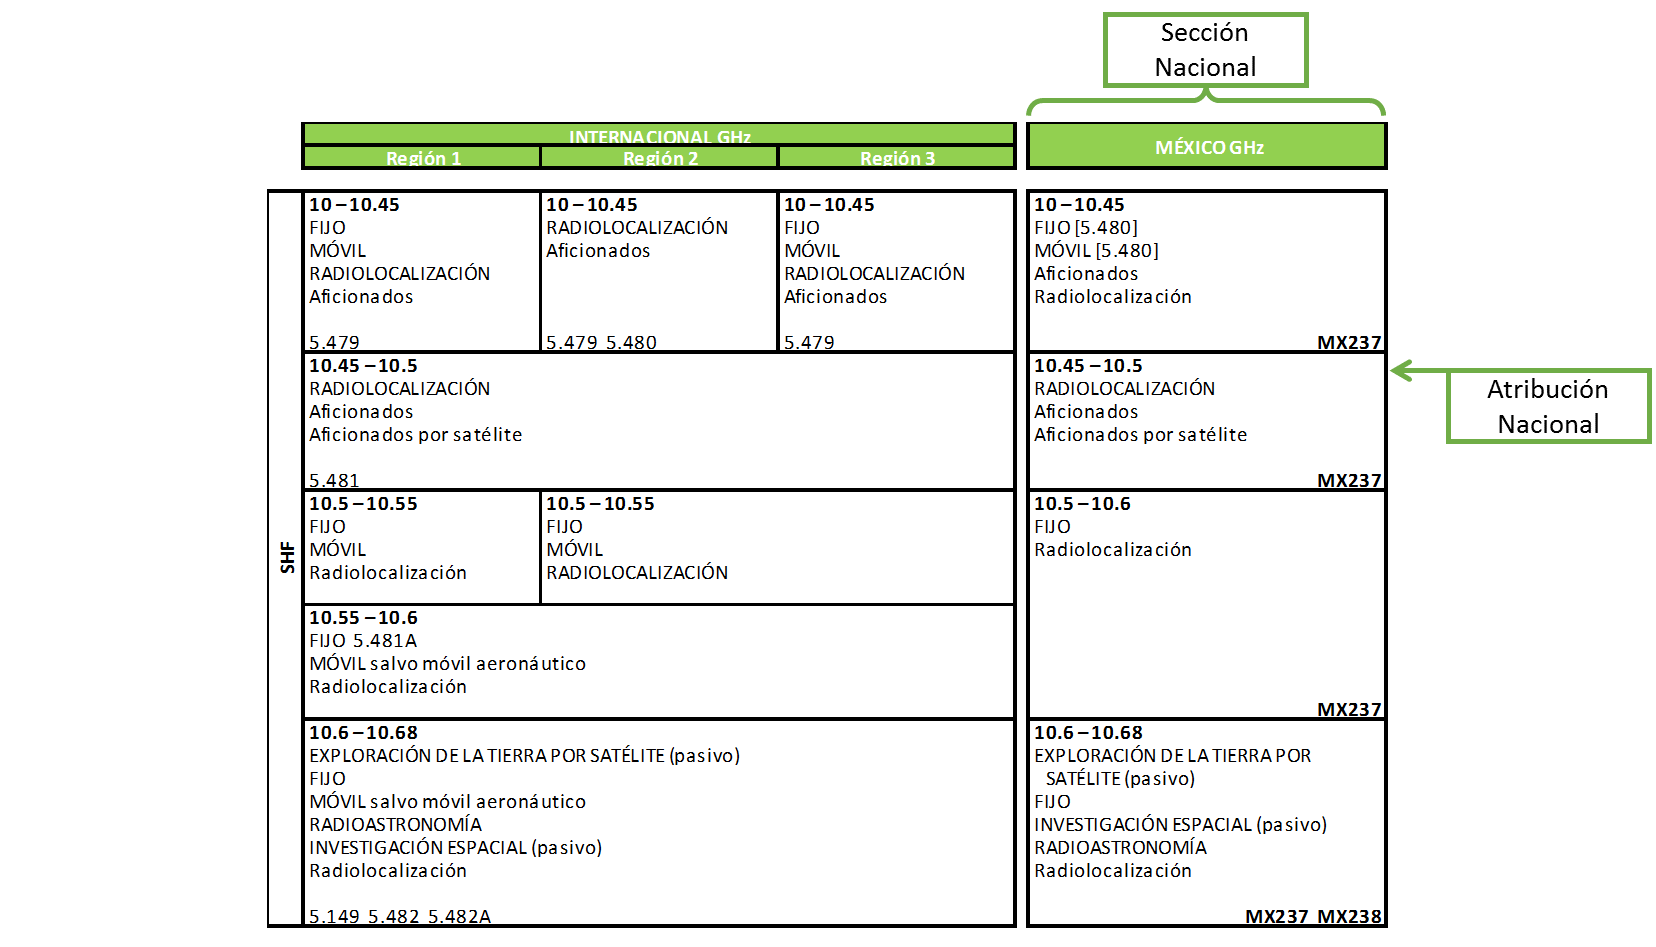 Sección
Nacional
INTERNACIONAL GHz
Región 1
Región 2
Región 3
MÉXICO GHz
SHF
10 – 10.45
FIJO
MÓVIL
RADIOLOCALIZACIÓN
Aficionados
5.479
10 – 10.45
RADIOLOCALIZACIÓN
Aficionados
5.479 5.480
10 – 10.45
FIJO
MÓVIL
RADIOLOCALIZACIÓN
Aficionados
5.479
10 – 10.45
FIJO [5.480]
MÓVIL [5.480]
Aficionados
Radiolocalización
MX237
10.45 – 10.5
RADIOLOCALIZACIÓN
Aficionados
Aficionados por satélite
5.481
10.45 – 10.5
RADIOLOCALIZACIÓN
Aficionados
Aficionados por satélite
MX237
Atribución
Nacional
10.5 – 10.55
FIJO
MÓVIL
Radiolocalización
10.5 – 10.55
FIJO
MÓVIL
RADIOLOCALIZACIÓN
10.5 – 10.6
FIJO
Radiolocalización
MX237
10.55 – 10.6
FIJO 5.481A
MÓVIL salvo móvil aeronáutico
Radiolocalización
10.6 – 10.68
EXPLORACIÓN DE LA TIERRA POR SATÉLITE (pasivo)
FIJO
MÓVIL salvo móvil aeronáutico
RADIOASTRONOMÍA
INVESTIGACIÓN ESPACIAL (pasivo)
Radiolocalización
5.149 5.482 5.482A
10.6 – 10.68
EXPLORACIÓN DE LA TIERRA POR
SATÉLITE (pasivo)
FIJO
INVESTIGACIÓN ESPACIAL (pasivo)
RADIOASTRONOMÍA
Radiolocalización
MX237 MX238